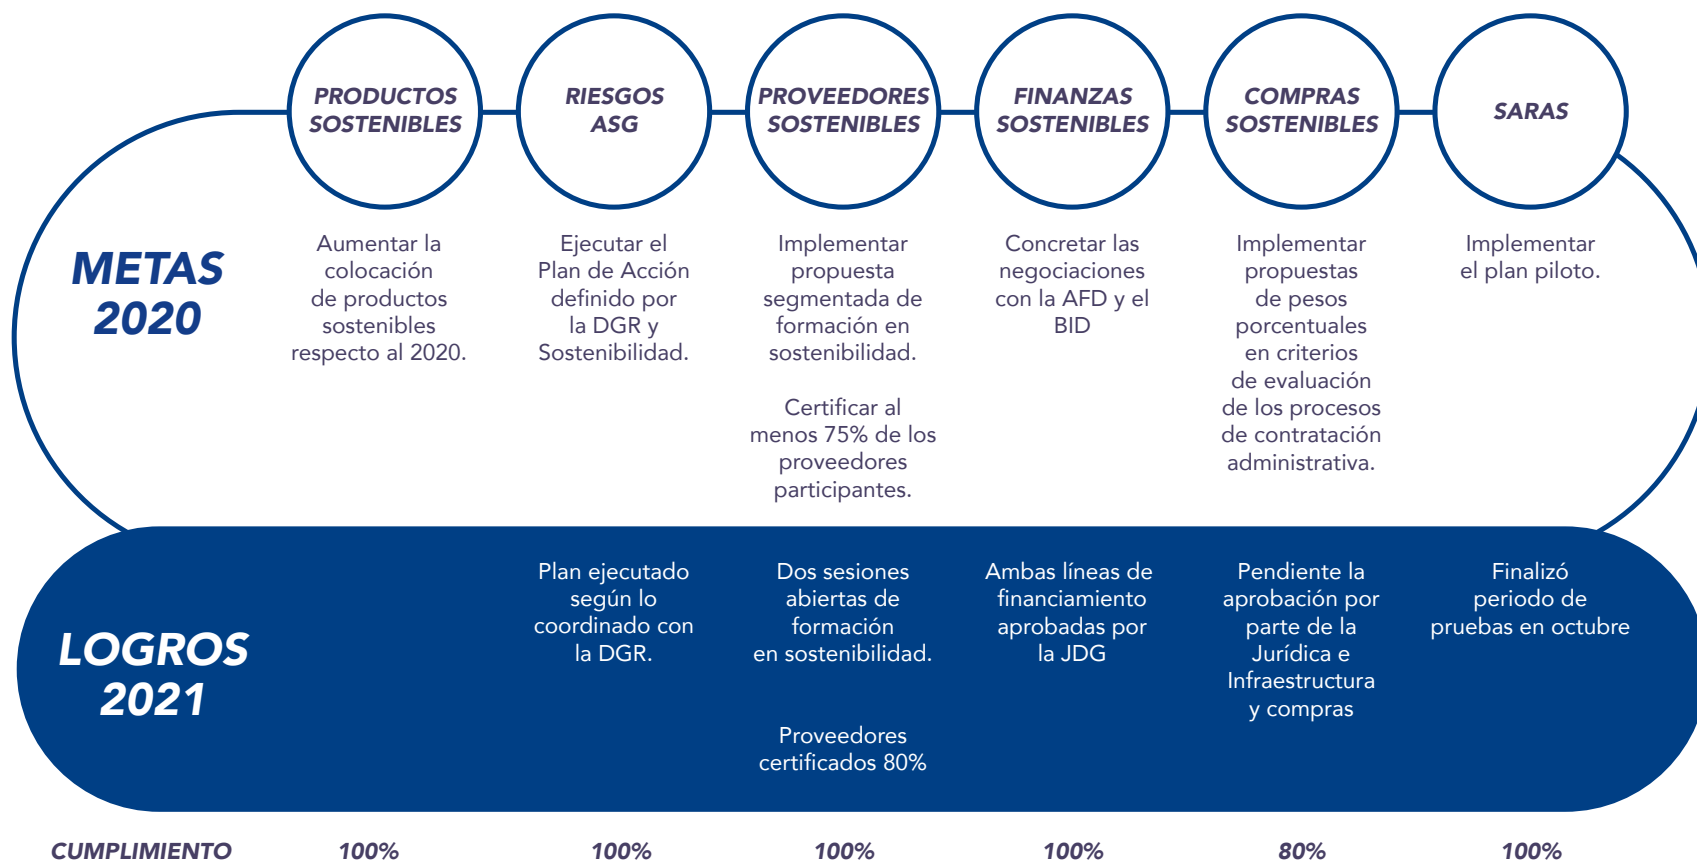 PRODUCTOS
SOSTENIBLES
RIESGOS
ASG
PROVEEDORES
SOSTENIBLES
FINANZAS
SOSTENIBLES
COMPRAS
SOSTENIBLES
SARAS
METAS
2020
Aumentar la
colocación
de productos
sostenibles
respecto al 2020.
Ejecutar el
Plan de Acción
definido por
la DGR y
Sostenibilidad.
Implementar
propuesta
segmentada de
formación en
sostenibilidad.
Certificar al
menos 75% de los
proveedores
participantes.
Concretar las
negociaciones
con la AFD y el
BID
Implementar
propuestas
de pesos
porcentuales
en criterios
de evaluación
de los procesos
de contratación
administrativa.
Implementar
el plan piloto.
LOGROS
2021
Plan ejecutado
según lo
coordinado con
la DGR.
Dos sesiones
abiertas de
formación
en sostenibilidad.
Proveedores
certificados 80%
Ambas líneas de
financiamiento
aprobadas por
la JDG
Pendiente la
aprobación por
parte de la
Jurídica e
Infraestructura
y compras
Finalizó
periodo de
pruebas en octubre
CUMPLIMIENTO 100% 100% 100% 100% 80% 100%